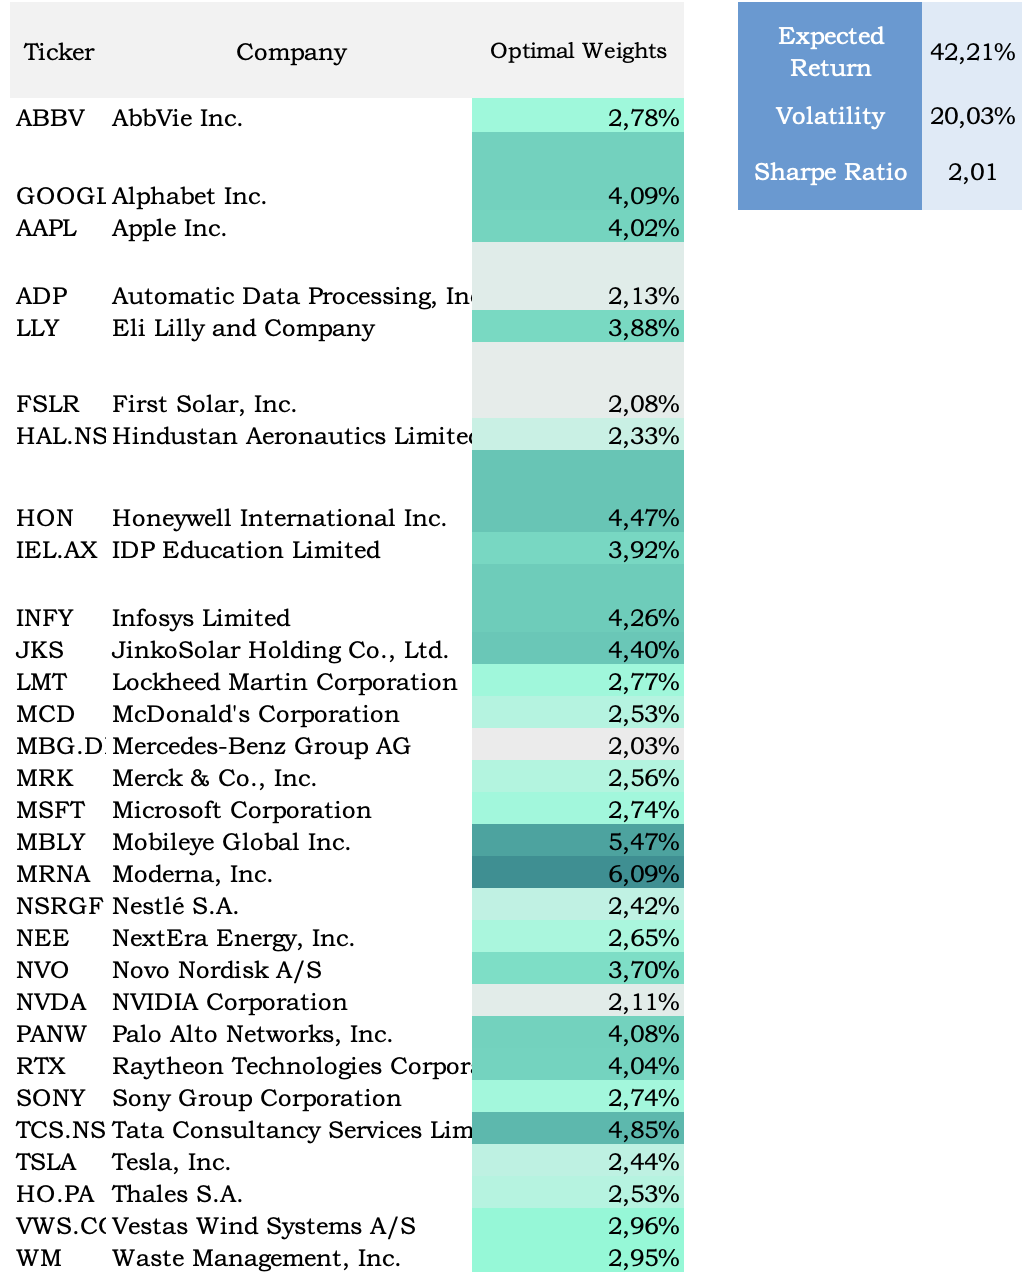 Ticker Company Optimal Weights
ABBV AbbVie Inc. 2,78%
GOOGL Alphabet Inc. 4,09%
AAPL Apple Inc. 4,02%
ADP Automatic Data Processing, In 2,13%
LLY Eli Lilly and Company 3,88%
FSLR First Solar, Inc. 2,08%
HAL.NS Hindustan Aeronautics Limited 2,33%
HON Honeywell International Inc. 4,47%
IEL.AX IDP Education Limited 3,92%
INFY Infosys Limited 4,26%
JKS JinkoSolar Holding Co., Ltd. 4,40%
LMT Lockheed Martin Corporation 2,77%
MCD McDonald's Corporation 2,53%
MBG.D Mercedes-Benz Group AG 2,03%
MRK Merck & Co., Inc. 2,56%
MSFT Microsoft Corporation 2,74%
MBLY Mobileye Global Inc. 5,47%
MRNA Moderna, Inc. 6,09%
NSRGF Nestlé S.A. 2,42%
NEE NextEra Energy, Inc. 2,65%
NVO Novo Nordisk A/S 3,70%
NVDA NVIDIA Corporation 2,11%
PANW Palo Alto Networks, Inc. 4,08%
RTX Raytheon Technologies Corpor 4,04%
SONY Sony Group Corporation 2,74%
TCS.NS Tata Consultancy Services Lim 4,85%
TSLA Tesla, Inc. 2,44%
HO.PA Thales S.A. 2,53%
VWS.C Vestas Wind Systems A/S 2,96%
WM Waste Management, Inc. 2,95%
Expected
Return 42,21%
Volatility 20,03%
Sharpe Ratio 2,01